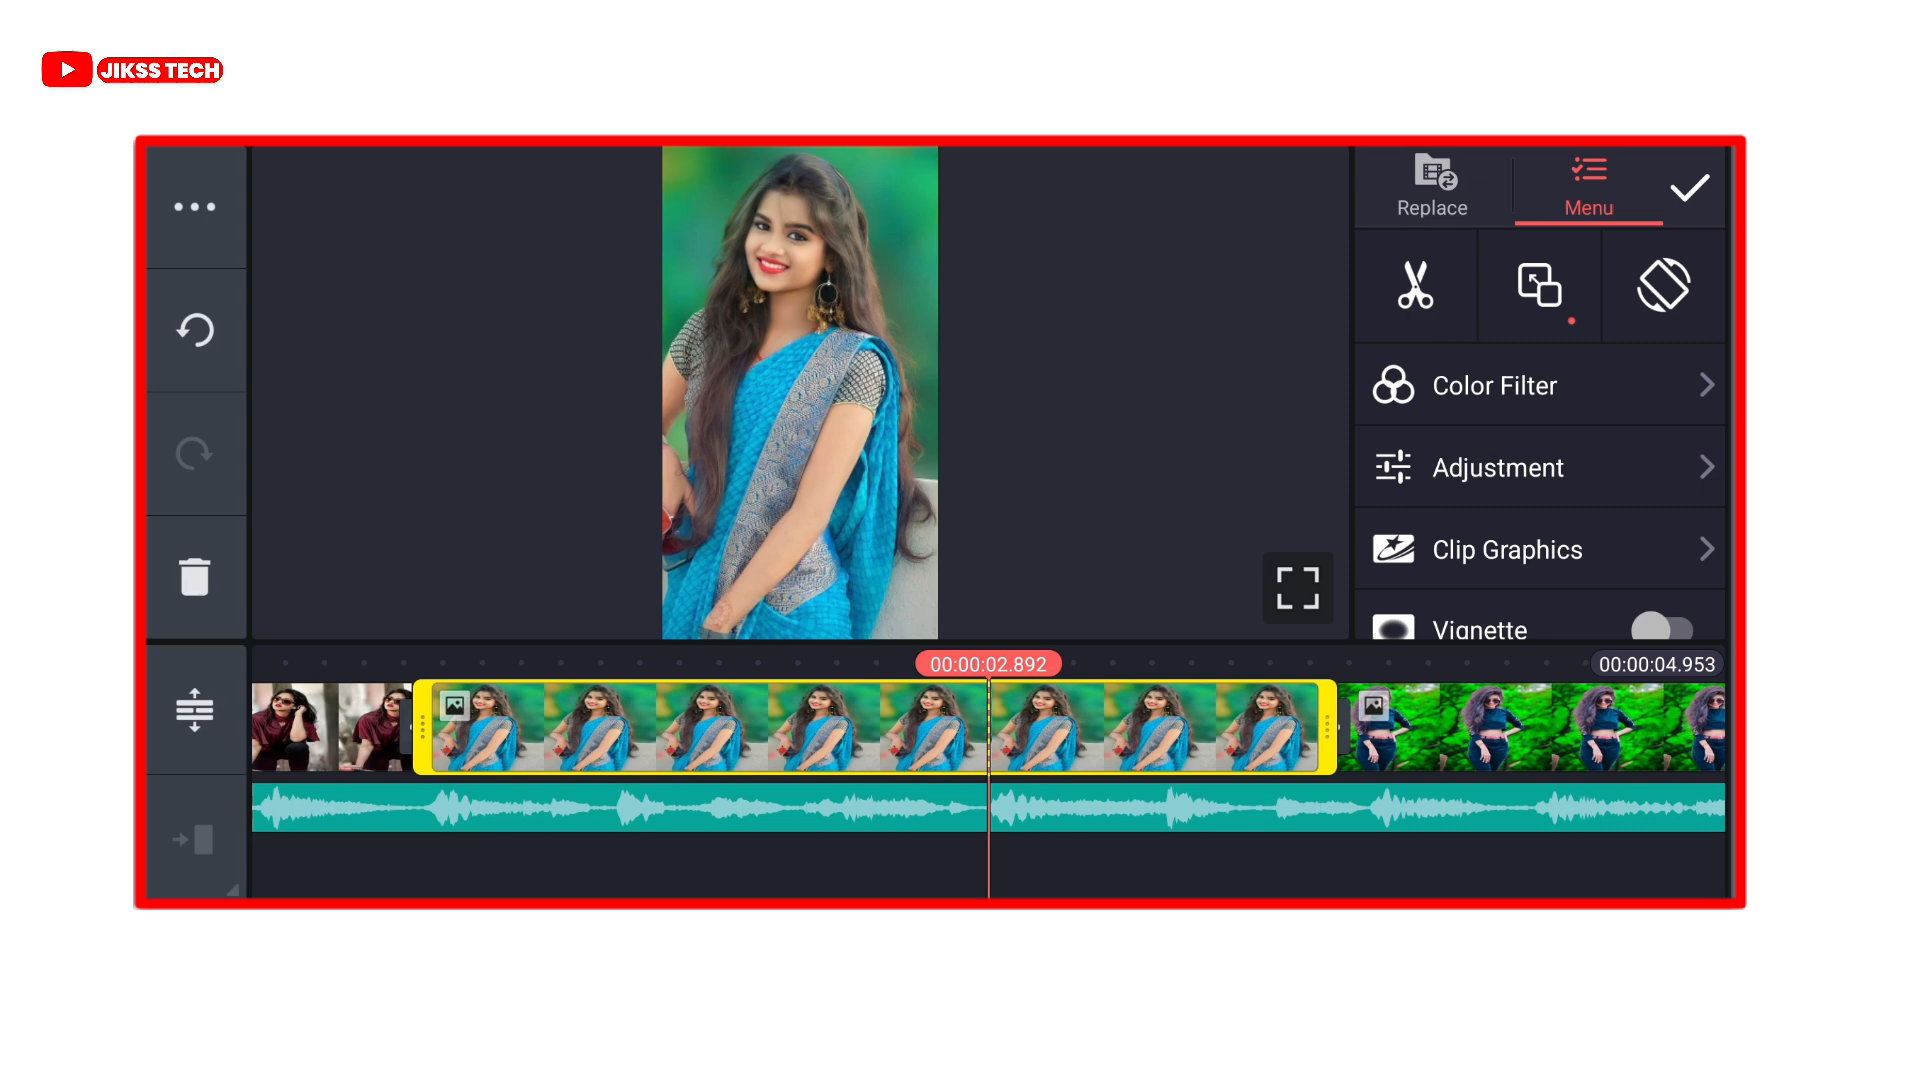 JIKSS TECH
Replace
Menu
Color Filter
Adjustment
Clip Graphics
Vignette
00:00:02.892
00:00:04.953